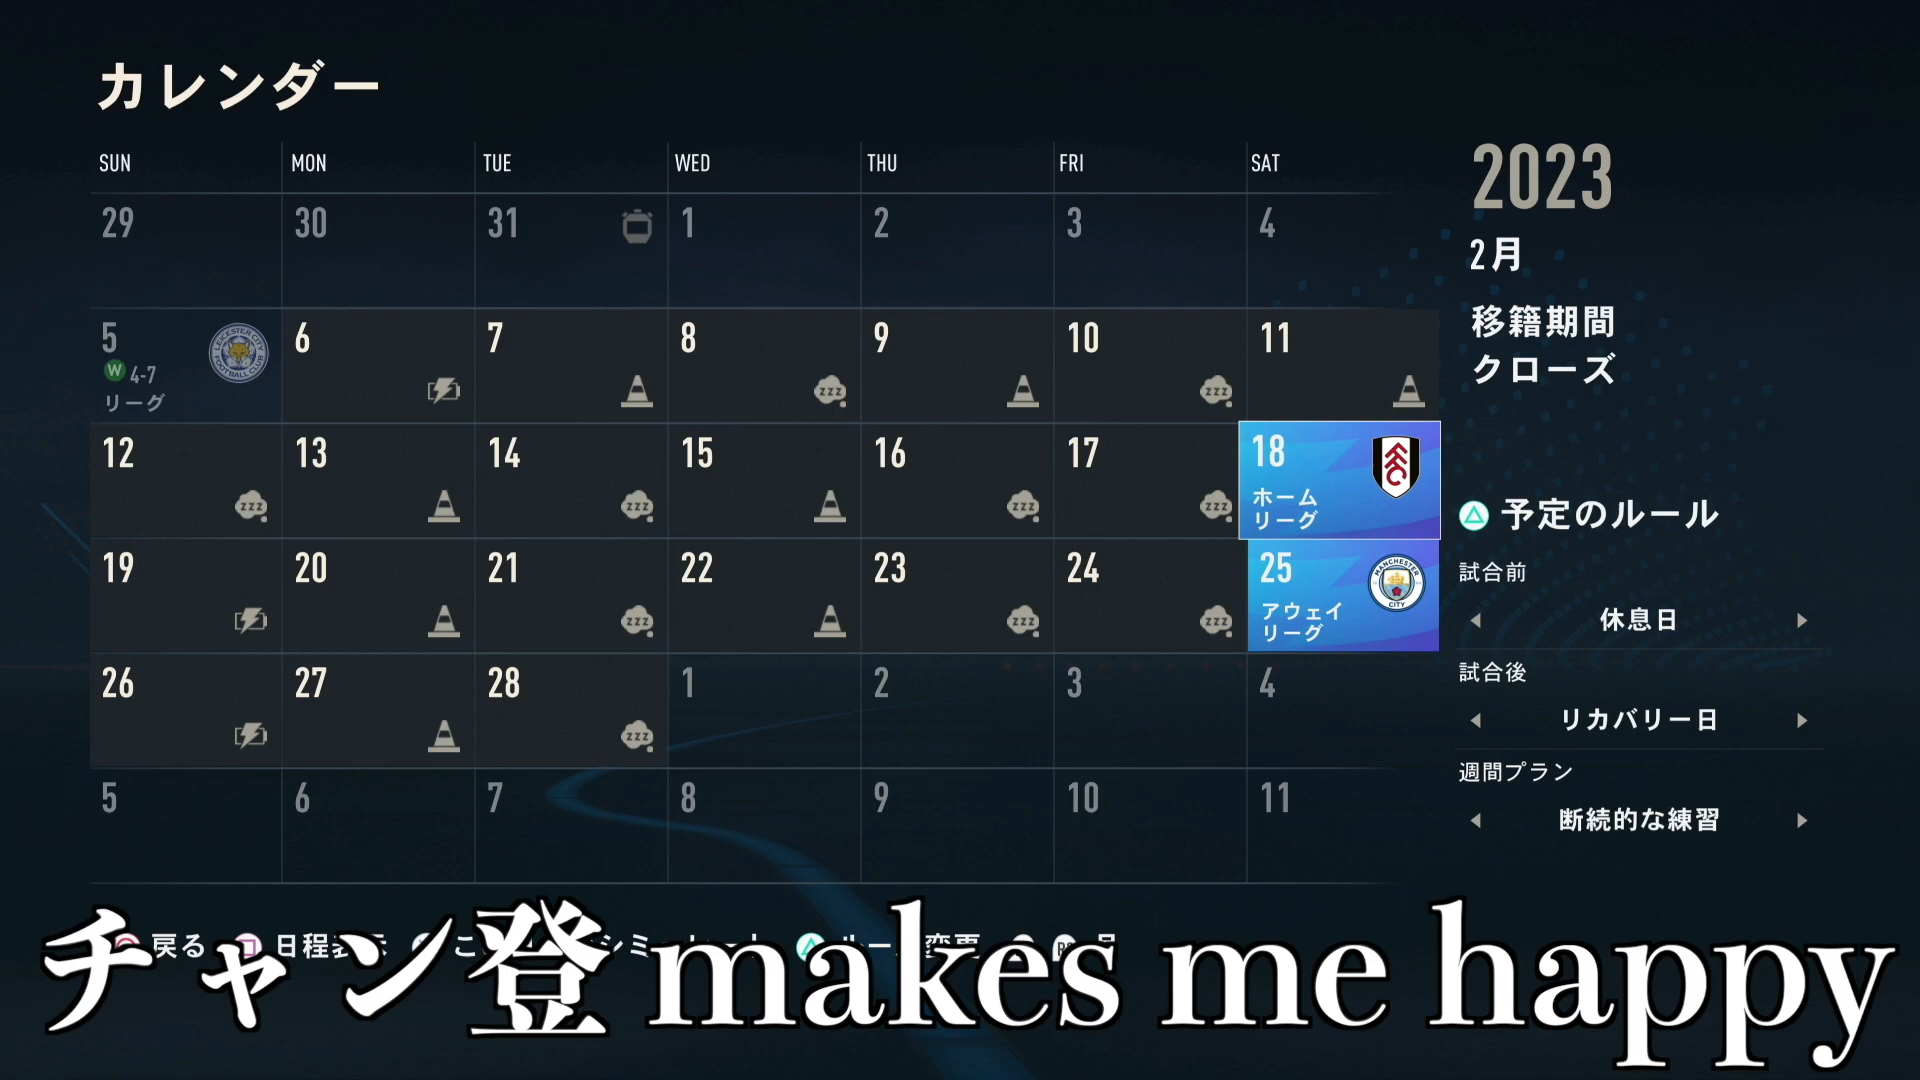 カレンダー
SUN MON TUE WED THU FRI SAT
29 30 31 1 2 3 4
5 6 7 8 9 10 11
W 4-7
リーグ
12 13 14 15 16 17 18
ホーム
リーグ
19 20 21 22 23 24 25
アウェイ
リーグ
26 27 28 1 2 3 4
5 6 7 8 9 10 11
2023
2月
移籍期間
クローズ
予定のルール
試合前
休息日
試合後
リカバリー日
週間プラン
断続的な練習
戻る
チャン登 makes me happy